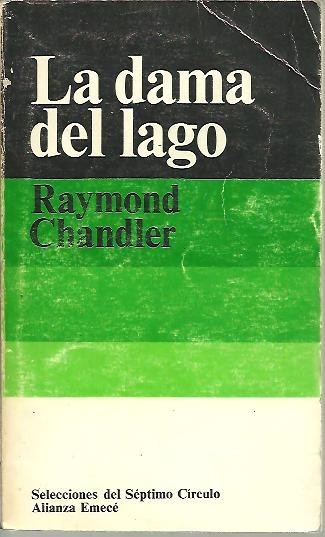 La dama
del lago
Raymond
Chandler
Selecciones del Séptimo Círculo
Alianza Emecé